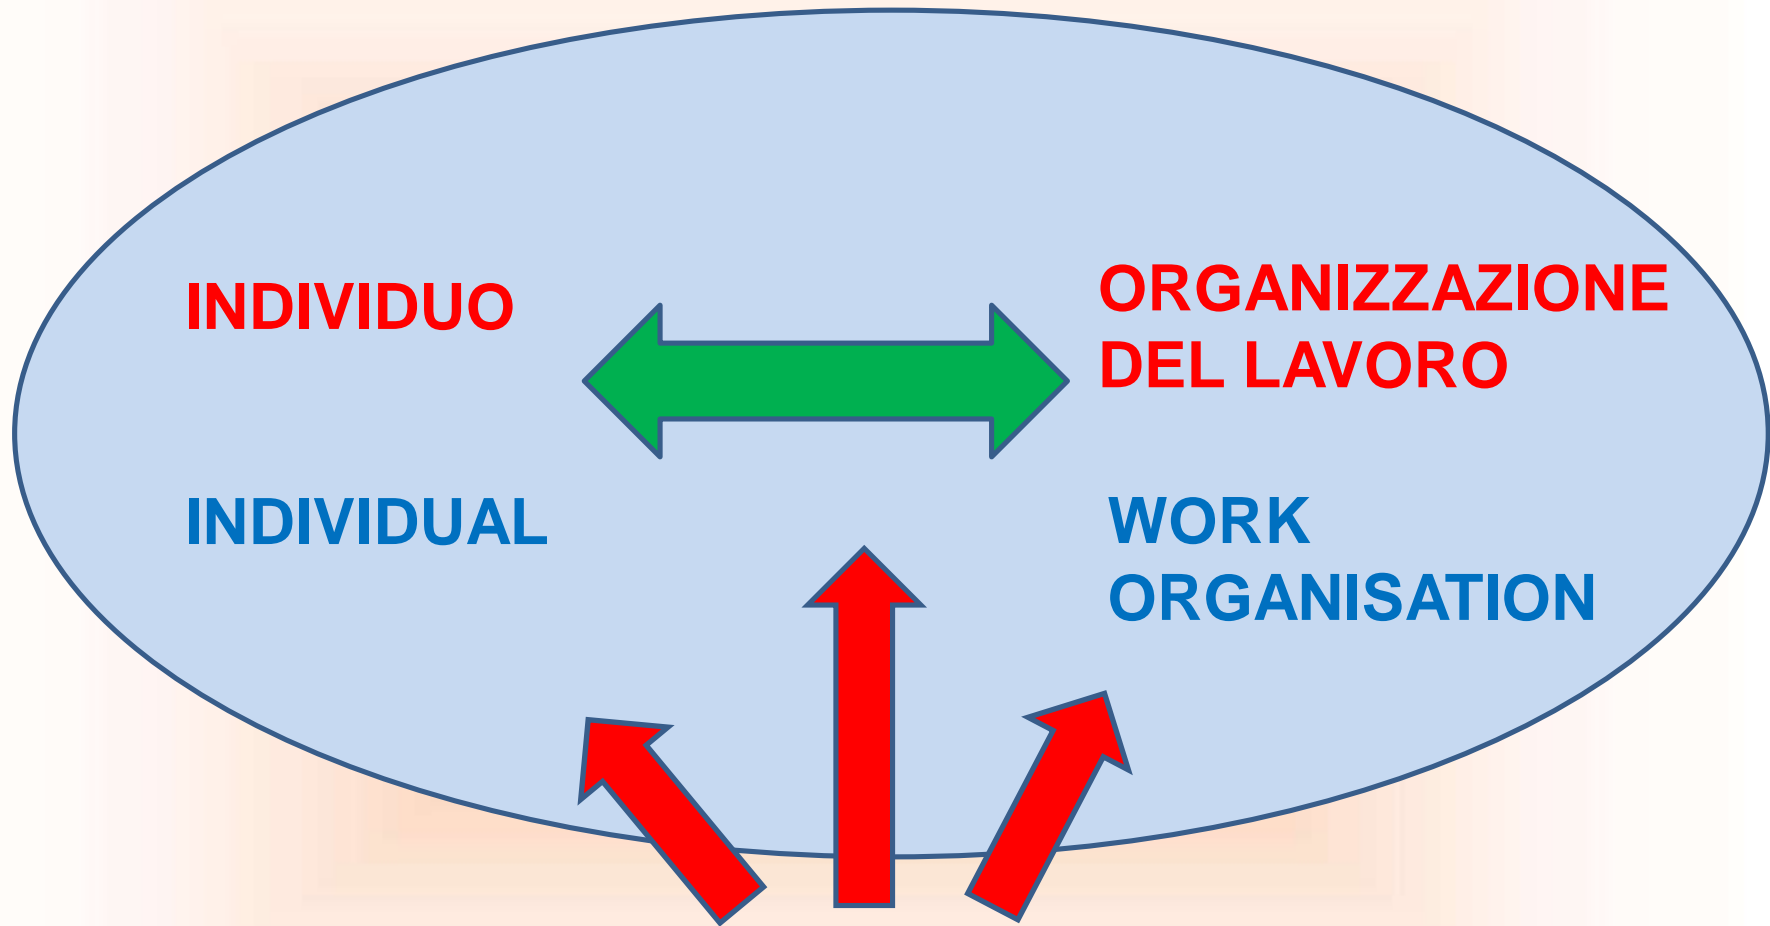 INDIVIDUO
ORGANIZZAZIONE
DEL LAVORO
INDIVIDUAL
WORK
ORGANISATION